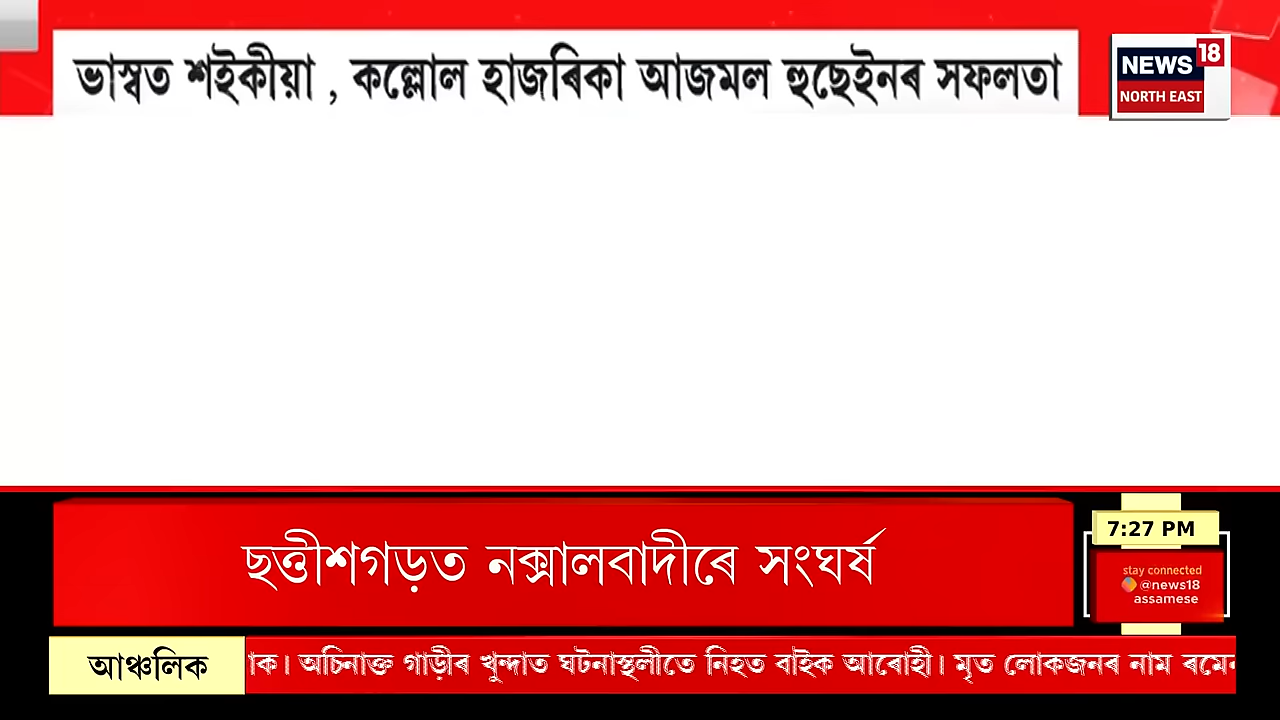 ভাস্বত শইকীয়া , কল্লোল হাজৰিকা আজমল হুছেইনৰ সফলতা
NEWS 18
NORTH EAST
ছত্তীশগড়ত নক্সালবাদীৰে সংঘৰ্ষ
7:27 PM
stay connected
@news18
assamese
আঞ্চলিক
াক। অচিনাক্ত গাড়ীৰ খুন্দাত ঘটনাস্থলীতে নিহত বাইক আৰোহী। মৃত লোকজনৰ নাম